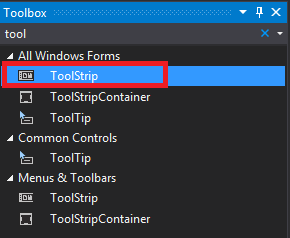 Toolbox
tool
All Windows Forms
ToolStrip
ToolStripContainer
ToolTip
Common Controls
ToolTip
Menus & Toolbars
ToolStrip
ToolStripContainer